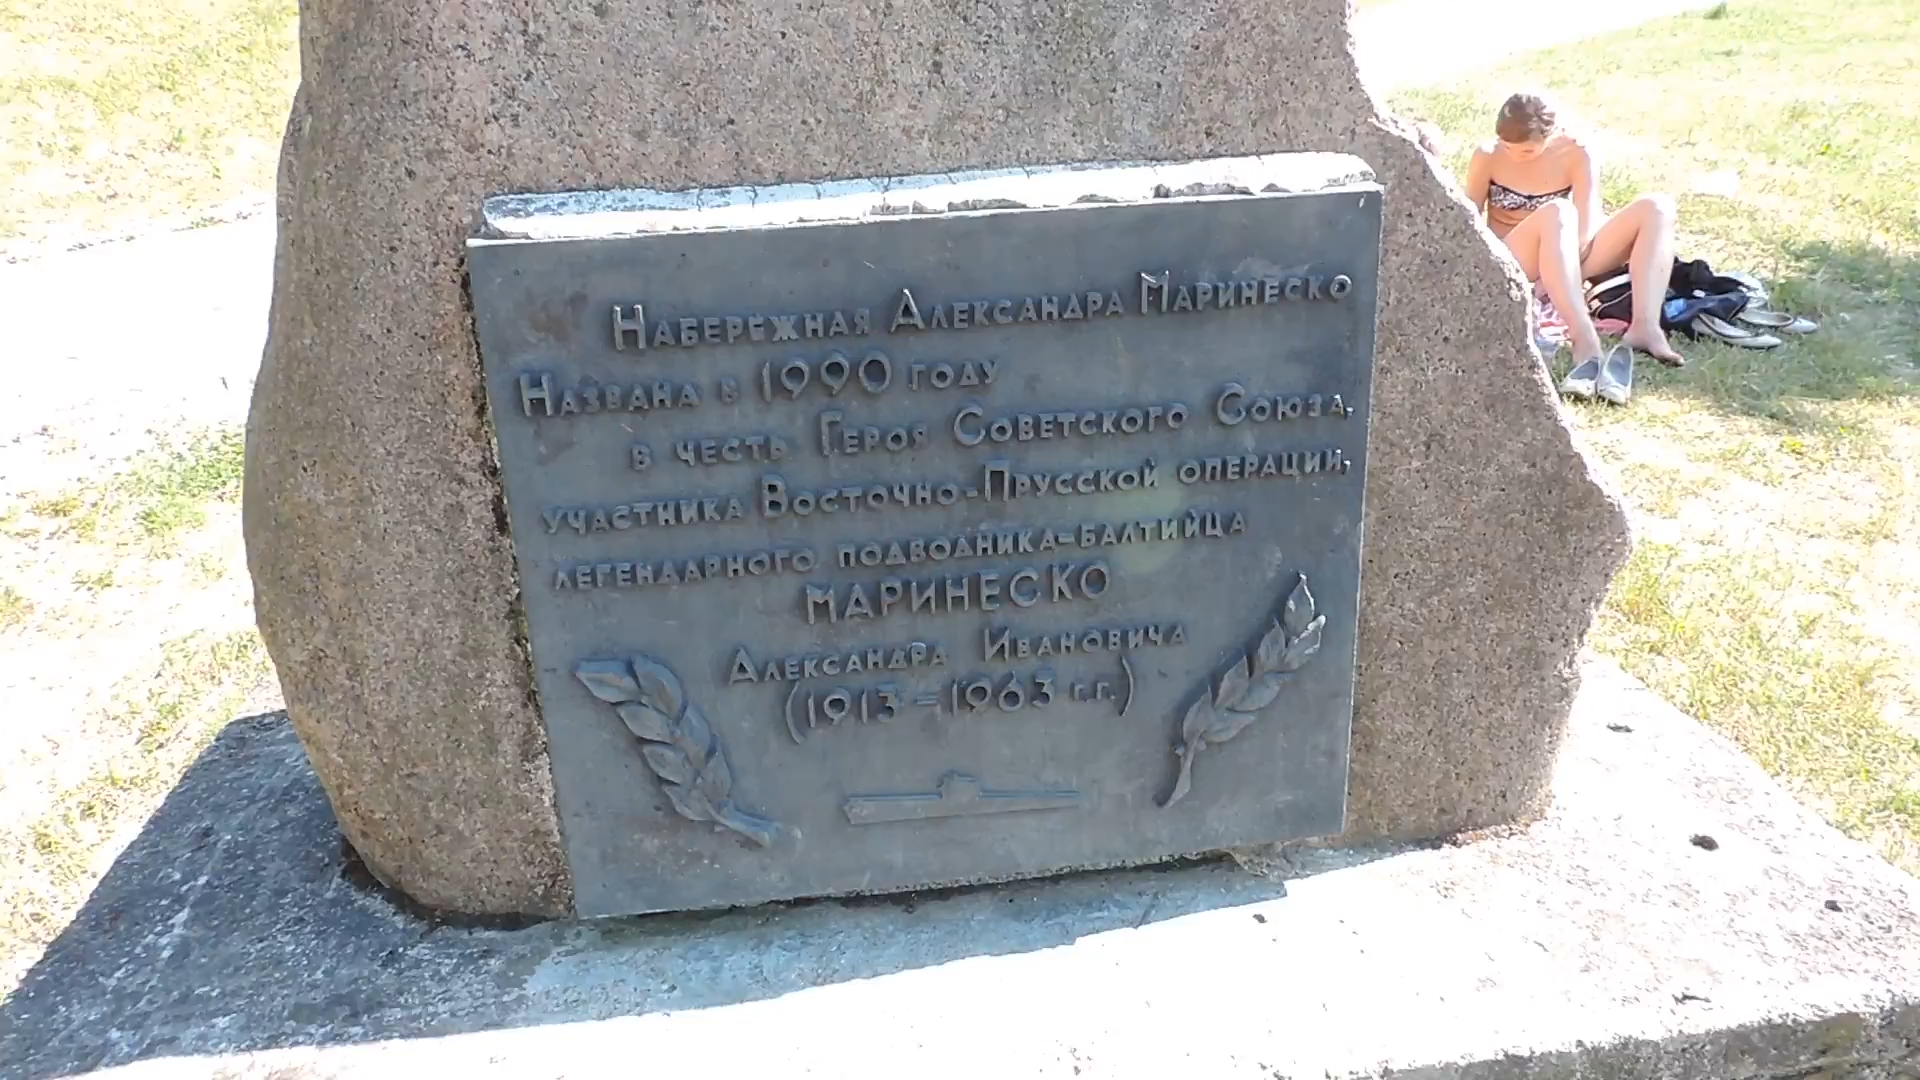 Набережная Александра Маринеско
Названа в 1990 году
в честь Героя Советского Союза,
участника Восточно-Прусской операции,
легендарного подводника-балтийца
МАРИНЕСКО
Александра Ивановича
(1913-1963 г.г.)